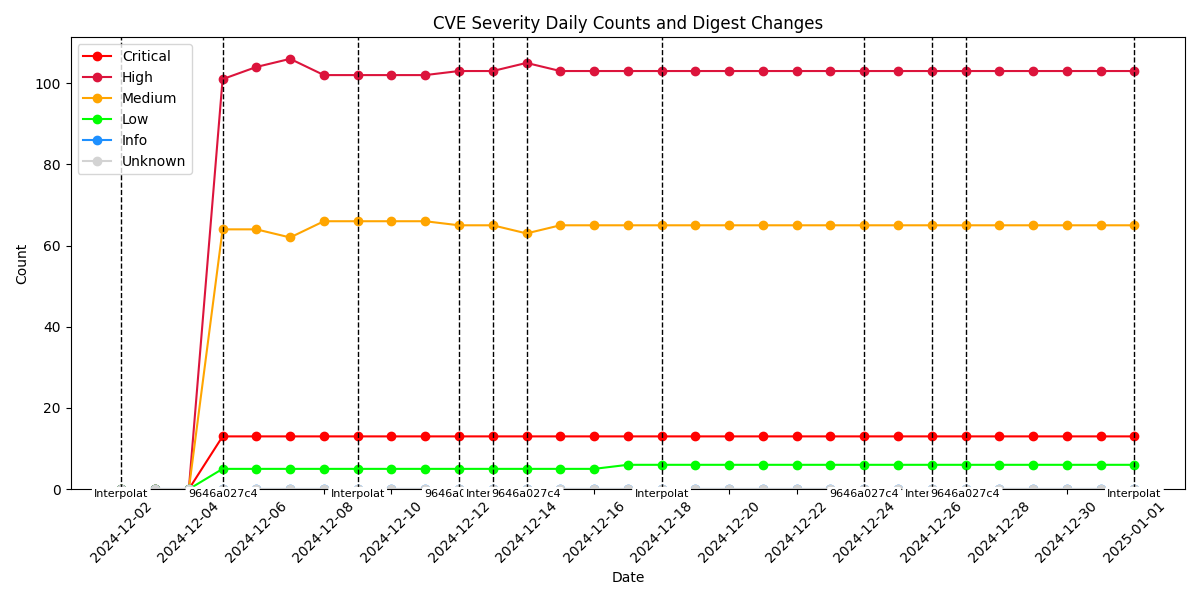 CVE Severity Daily Counts and Digest Changes
Critical
High
Medium
Low
Info
Unknown
Count
100
80
60
40
20
0
Interpolat
9646a027c4
Interpolat
9646a0
Inter
9646a027c4
Interpolat
9646a027c4
Inter
9646a027c4
Interpolat
2024-12-02
2024-12-04
2024-12-06
2024-12-08
2024-12-10
2024-12-12
2024-12-14
2024-12-16
2024-12-18
2024-12-20
2024-12-22
2024-12-24
2024-12-26
2024-12-28
2024-12-30
2025-01-01
Date